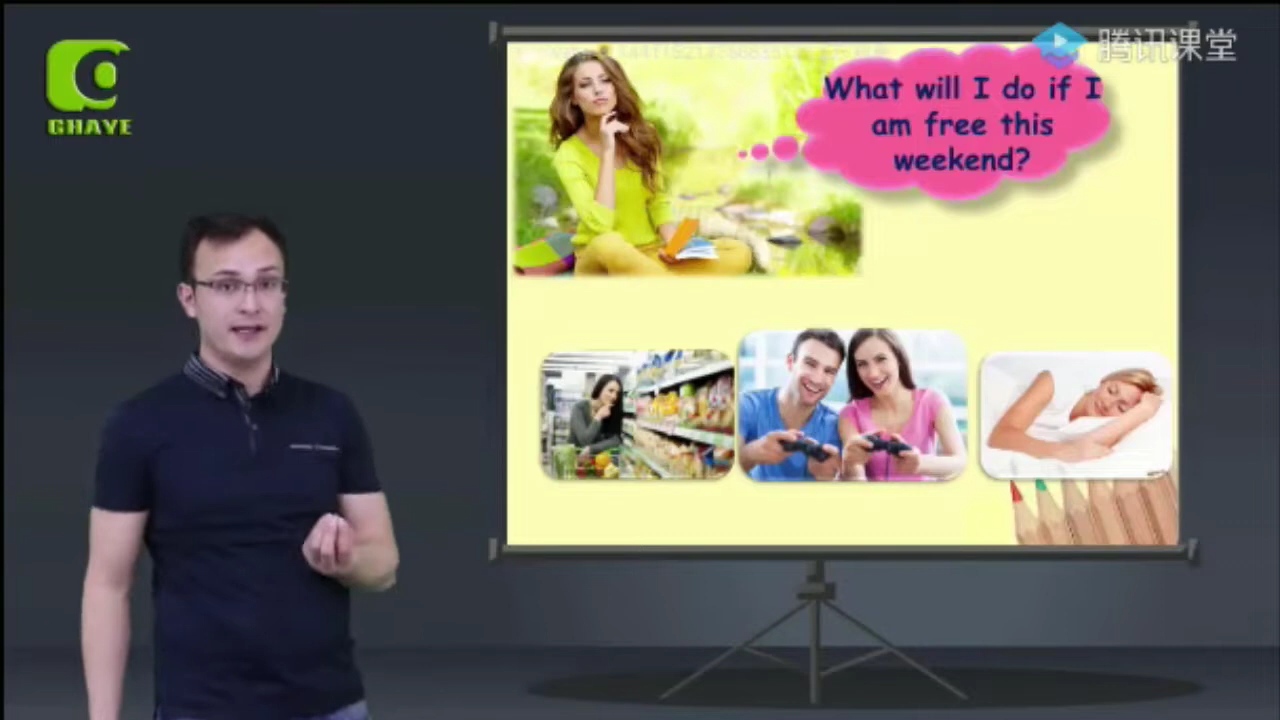 GHAYE
腾讯课堂
What will I do if I
am free this
weekend?